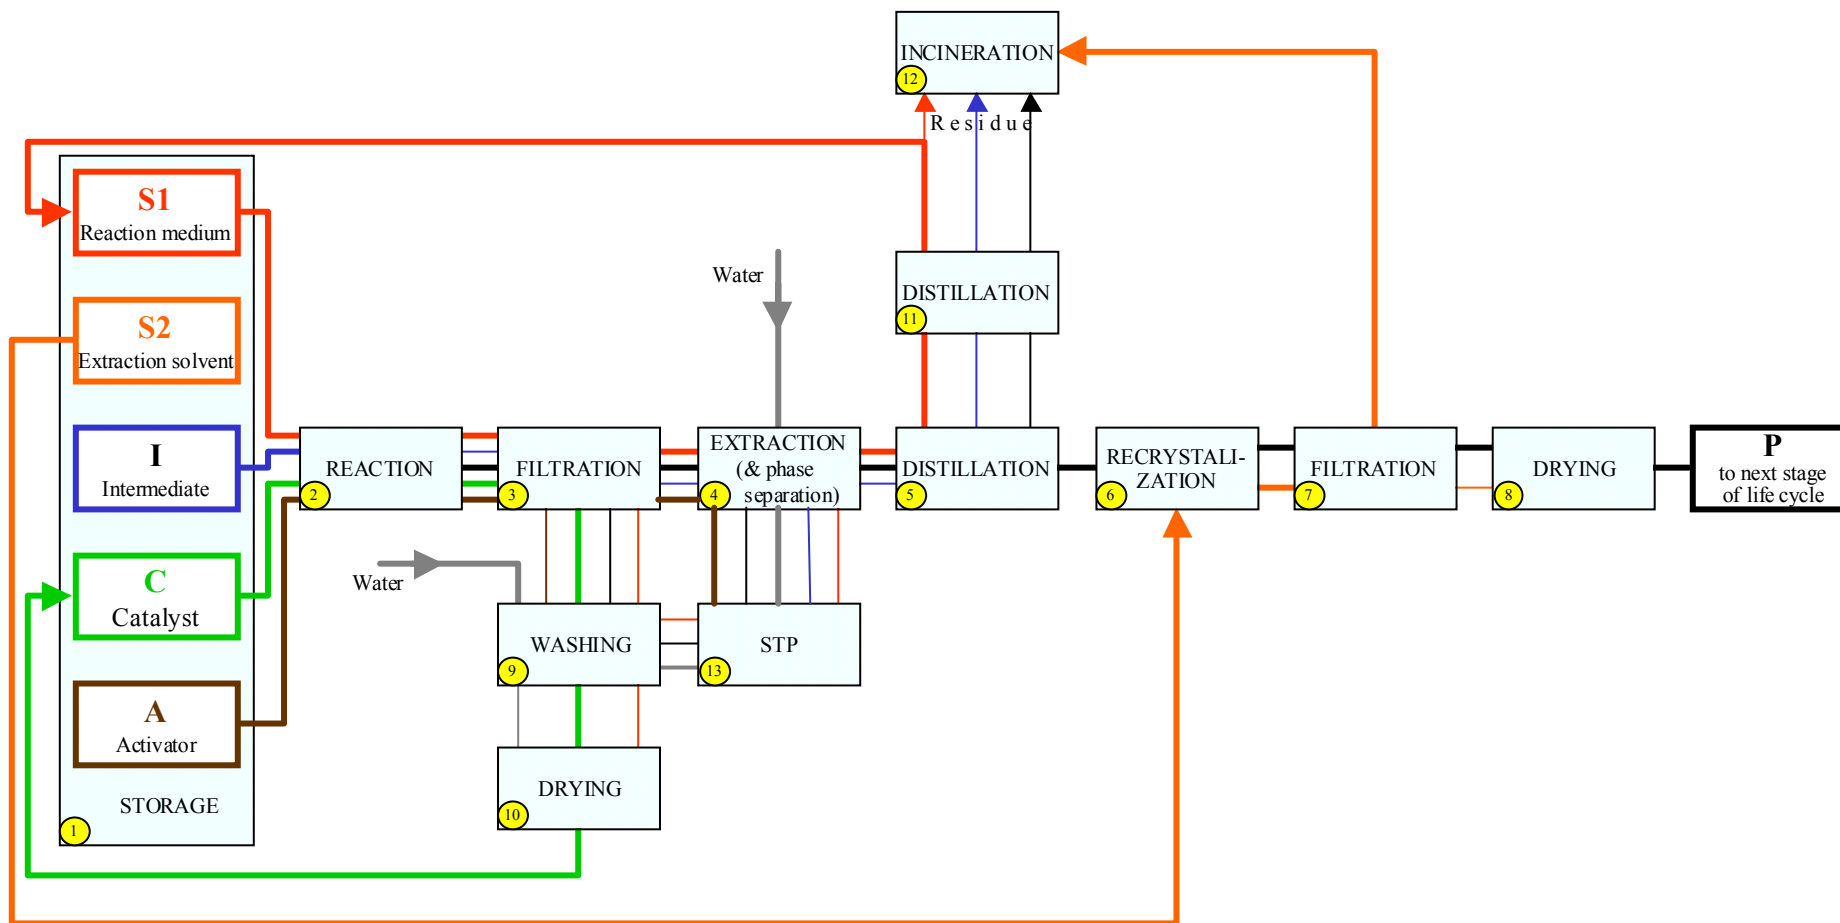 INCINERATION
12
Residue
S1
Reaction medium
S2
Extraction solvent
I
Intermediate
C
Catalyst
A
Activator
STORAGE
1
Water
DISTILLATION
11
REACTION
2
FILTRATION
3
EXTRACTION
(& phase
separation)
4
DISTILLATION
5
RECRYSTALI-
ZATION
6
FILTRATION
7
DRYING
8
P
to next stage
of life cycle
Water
WASHING
9
STP
13
DRYING
10